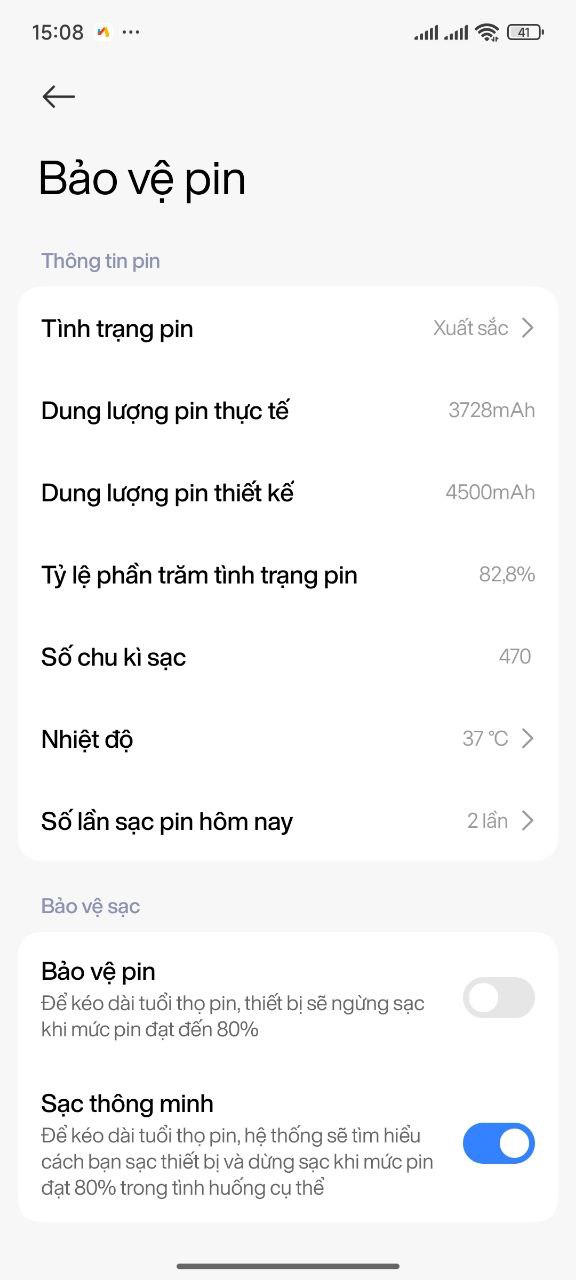 15:08 ... 41
Bảo vệ pin
Thông tin pin
Tình trạng pin Xuất sắc
Dung lượng pin thực tế 3728mAh
Dung lượng pin thiết kế 4500mAh
Tỷ lệ phần trăm tình trạng pin 82,8%
Số chu kì sạc 470
Nhiệt độ 37 °C
Số lần sạc pin hôm nay 2 lần
Bảo vệ sạc
Bảo vệ pin
Để kéo dài tuổi thọ pin, thiết bị sẽ ngừng sạc
khi mức pin đạt đến 80%
Sạc thông minh
Để kéo dài tuổi thọ pin, hệ thống sẽ tìm hiểu
cách bạn sạc thiết bị và dừng sạc khi mức pin
đạt 80% trong tình huống cụ thể